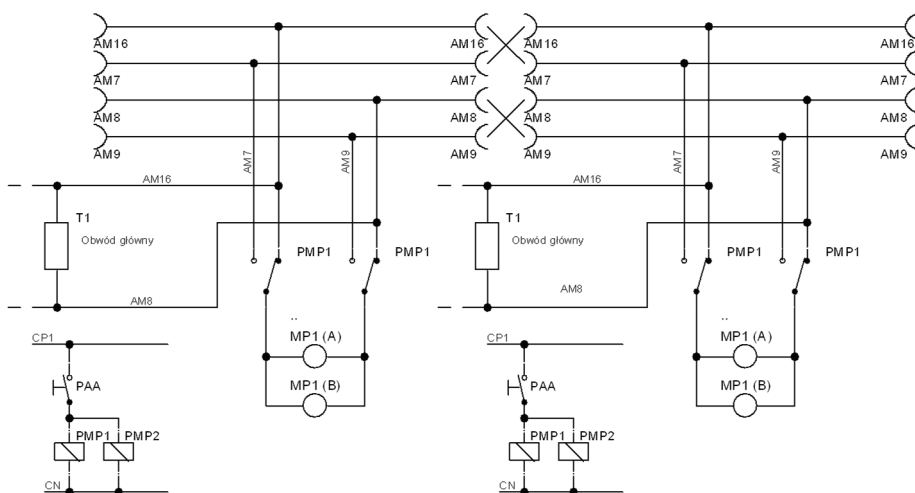 AM16 AM16 AM16 AM16
AM7 AM7 AM7 AM7
AM8 AM8 AM8 AM8
AM9 AM9 AM9 AM9
AM7 AM9 AM7 AM9
AM16 AM16
T1 T1
Obwód główny Obwód główny
PMP1 PMP1 PMP1 PMP1
AM8 AM8
CP1 MP1 (A) CP1 MP1 (A)
PAA MP1 (B) PAA MP1 (B)
PMP1 PMP2 PMP1 PMP2
CN CN